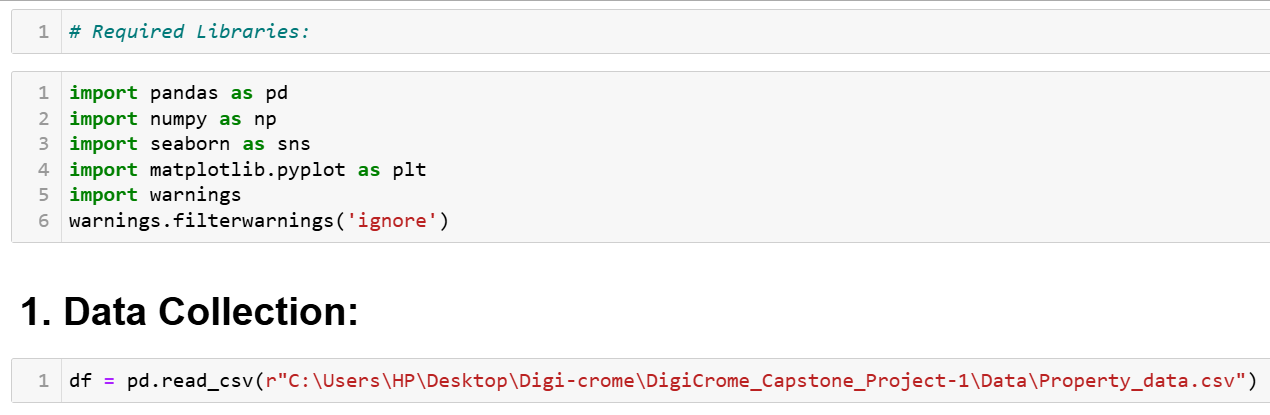 1 # Required Libraries:
1 import pandas as pd
2 import numpy as np
3 import seaborn as sns
4 import matplotlib.pyplot as plt
5 import warnings
6 warnings.filterwarnings('ignore')
1. Data Collection:
1 df = pd.read_csv(r"C:\Users\HP\Desktop\Digi-crome\DigiCrome_Capstone_Project-1\Data\Property_data.csv")